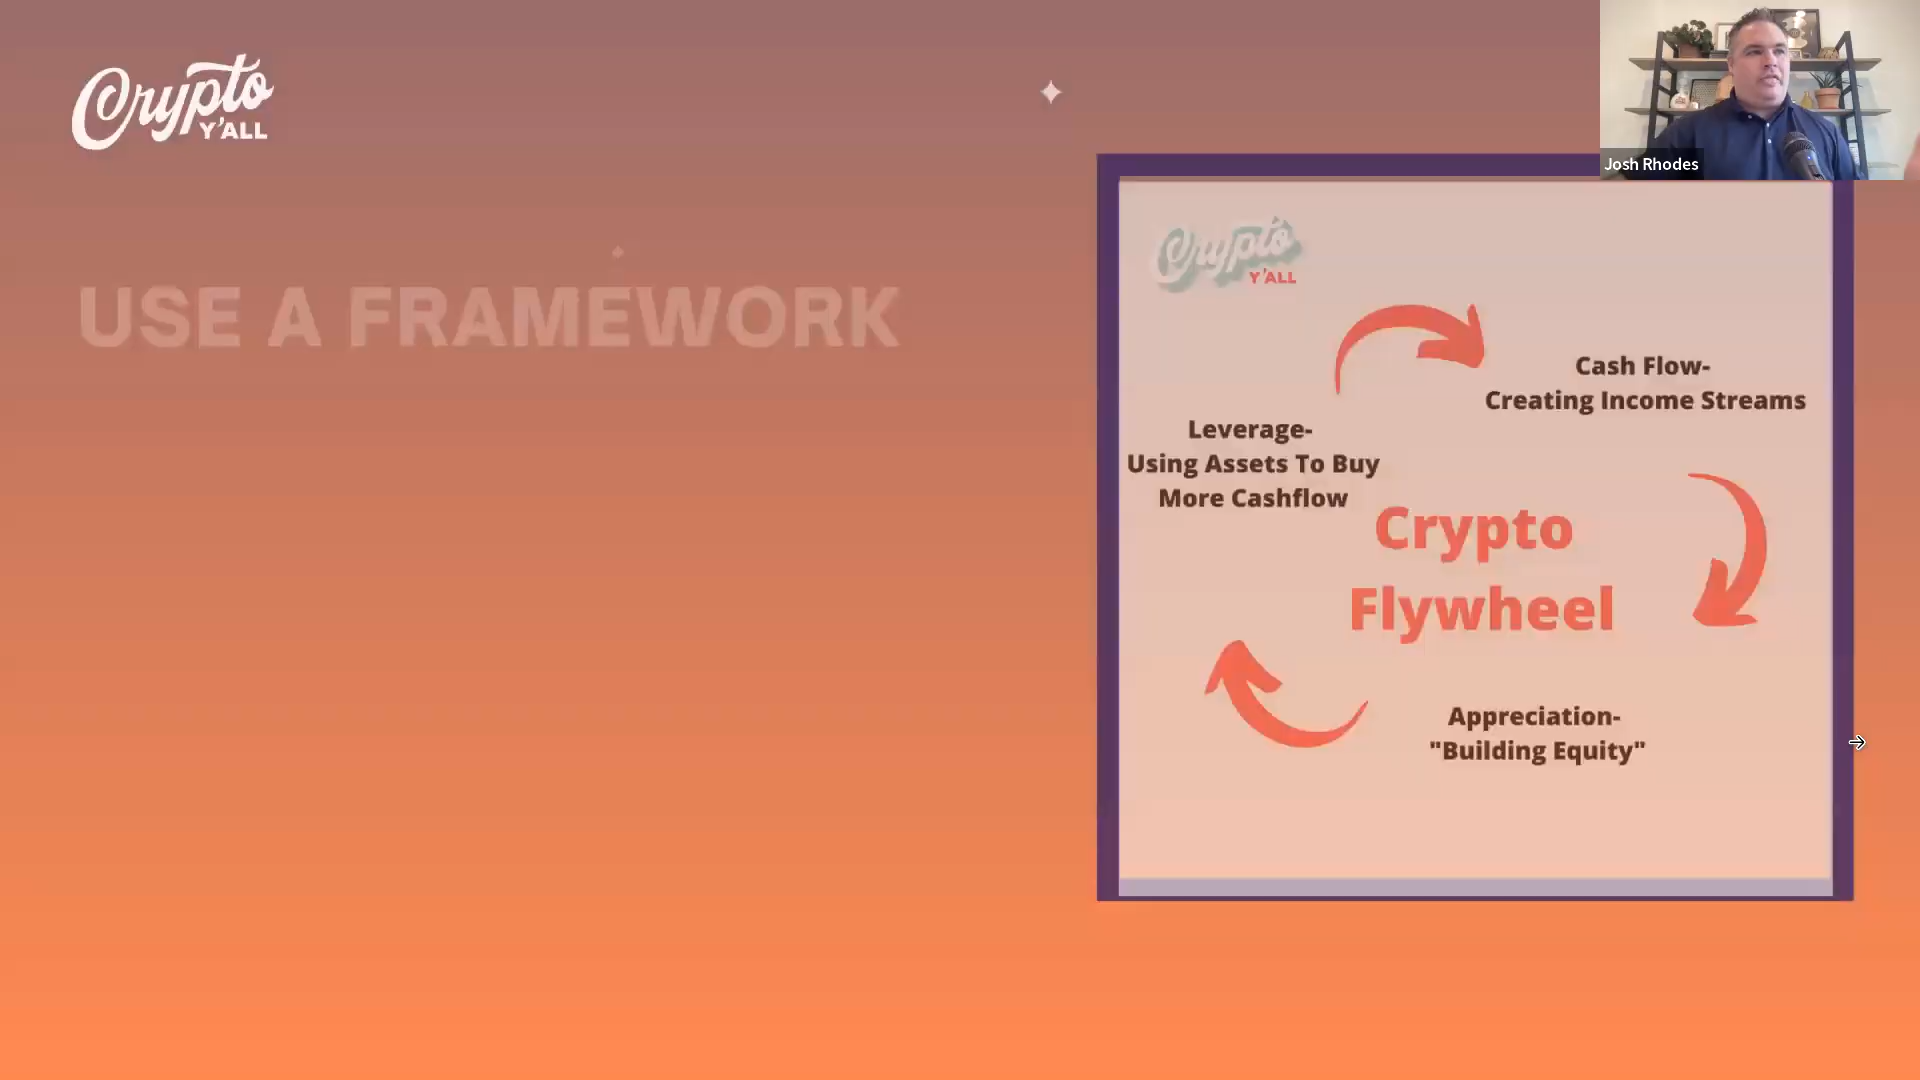 Crypto
Y'ALL
Josh Rhodes
USE A FRAMEWORK
Crypto
Y'ALL
Cash Flow-
Creating Income Streams
Leverage-
Using Assets To Buy
More Cashflow
Crypto
Flywheel
Appreciation-
"Building Equity"